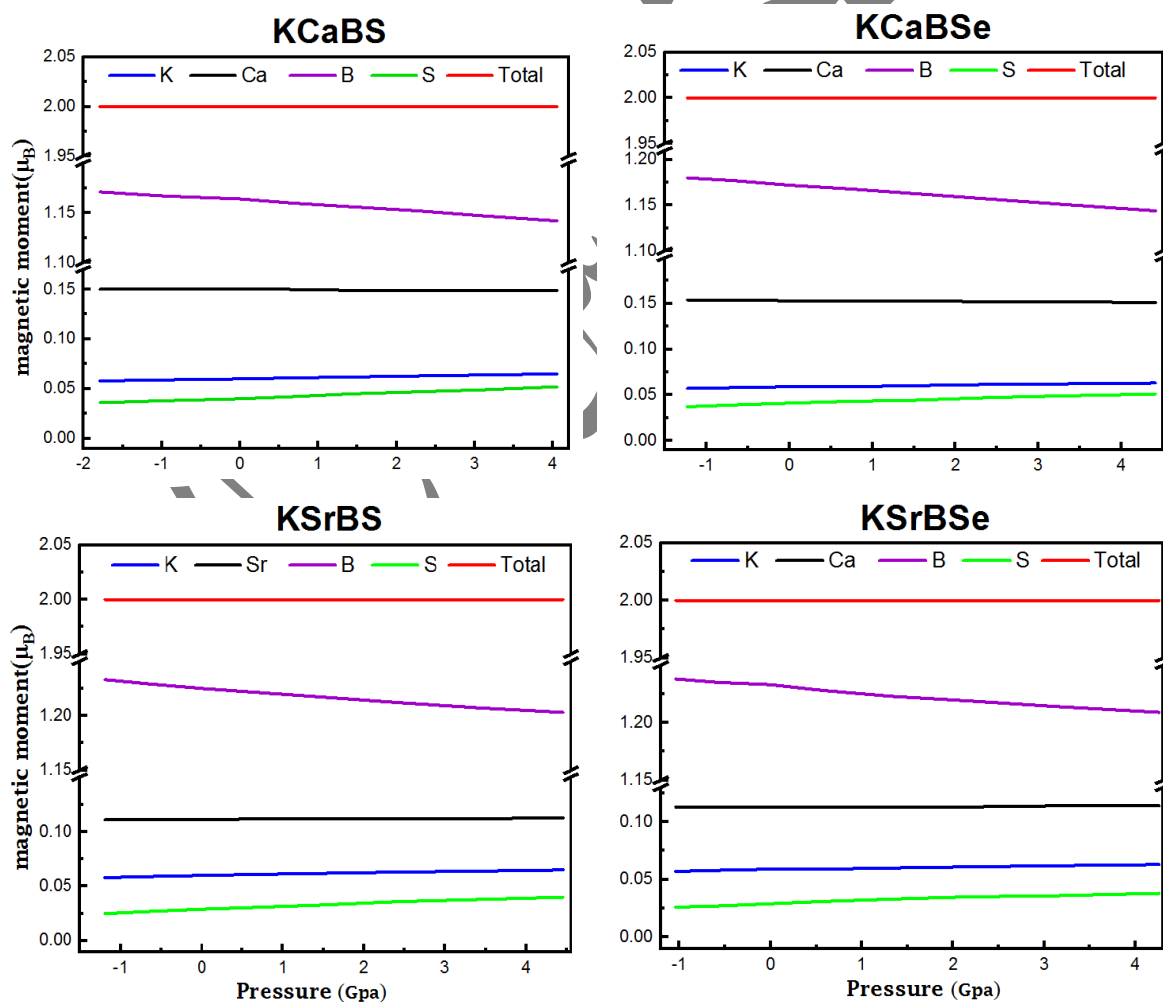 KCaBS
K Ca B S Total
2.05
2.00
1.95
1.15
1.10
0.15
0.10
0.05
0.00
-2 -1 0 1 2 3 4
magnetic moment(μB)
KCaBSe
K Ca B S Total
2.05
2.00
1.95
1.20
1.15
1.10
0.15
0.10
0.05
0.00
-1 0 1 2 3 4
KSrBS
K Sr B S Total
2.05
2.00
1.95
1.20
1.15
0.10
0.05
0.00
-1 0 1 2 3 4
magnetic moment(μB)
Pressure (Gpa)
KSrBSe
K Ca B S Total
2.05
2.00
1.95
1.20
1.15
0.10
0.05
0.00
-1 0 1 2 3 4
Pressure (Gpa)